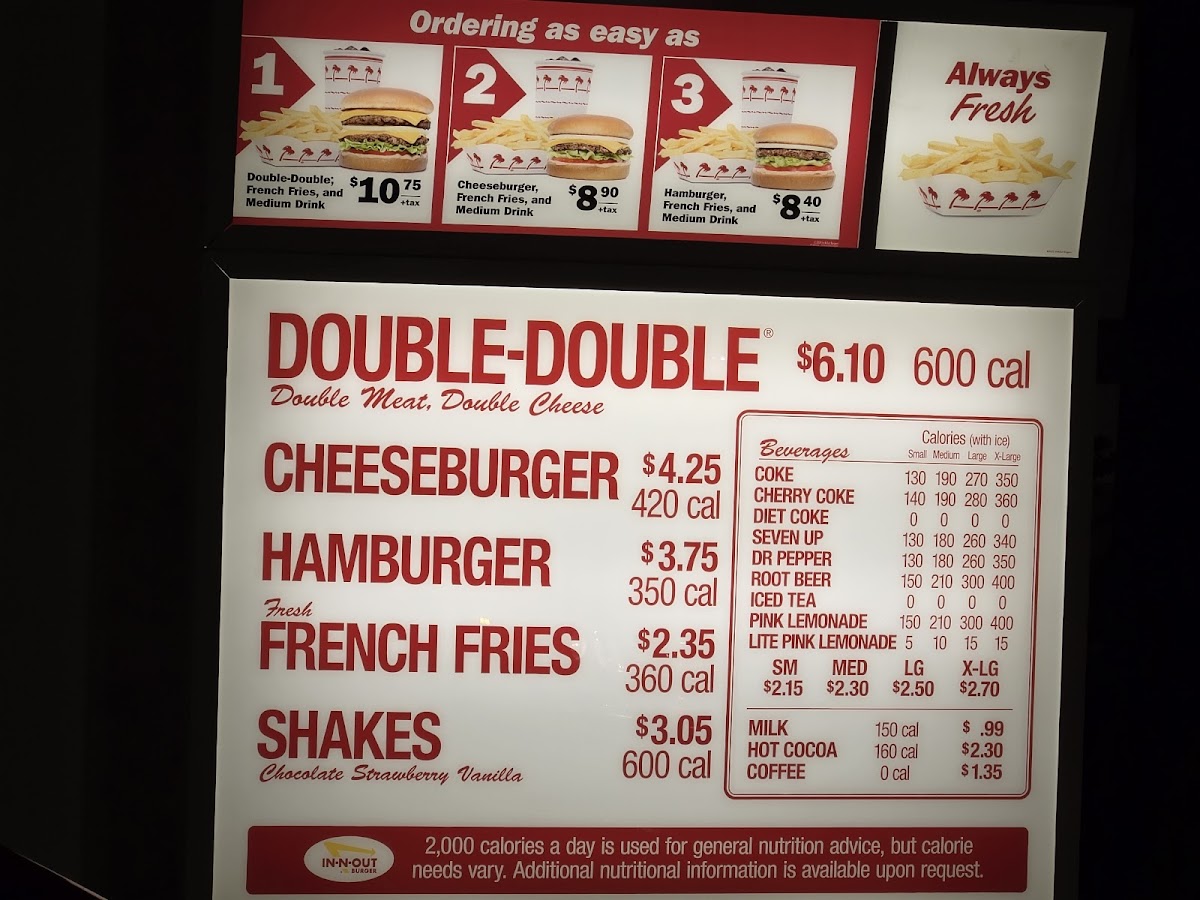 Ordering as easy as
1
Double-Double,
French Fries, and
Medium Drink
$10 75
+tax
2
Cheeseburger,
French Fries, and
Medium Drink
$8 90
+tax
3
Hamburger,
French Fries, and
Medium Drink
$8 40
+tax
Always
Fresh
DOUBLE-DOUBLE® $6.10 600 cal
Double Meat, Double Cheese
CHEESEBURGER $4.25
420 cal
HAMBURGER $3.75
350 cal
Fresh
FRENCH FRIES $2.35
360 cal
SHAKES $3.05
Chocolate Strawberry Vanilla 600 cal
Calories (with ice)
Beverages Small Medium Large X-Large
COKE 130 190 270 350
CHERRY COKE 140 190 280 360
DIET COKE 0 0 0 0
SEVEN UP 130 180 260 340
DR PEPPER 130 180 260 350
ROOT BEER 150 210 300 400
ICED TEA 0 0 0 0
PINK LEMONADE 150 210 300 400
LITE PINK LEMONADE 5 10 15 15
SM MED LG X-LG
$2.15 $2.30 $2.50 $2.70
MILK 150 cal $ .99
HOT COCOA 160 cal $2.30
COFFEE 0 cal $1.35
IN-N-OUT
BURGER
2,000 calories a day is used for general nutrition advice, but calorie
needs vary. Additional nutritional information is available upon request.